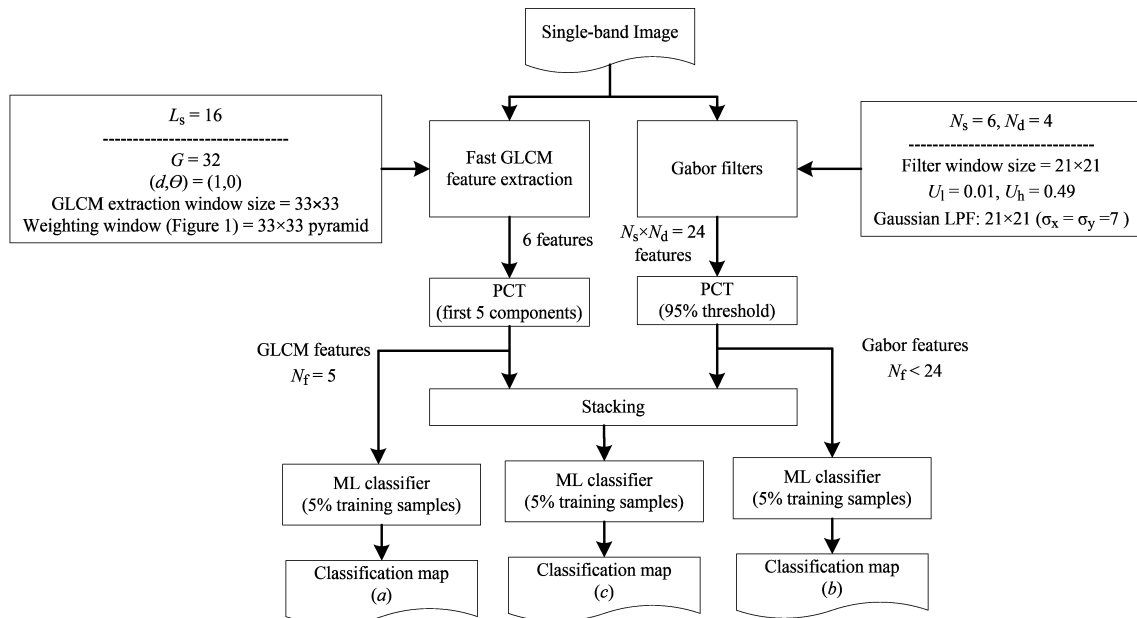 Single-band Image
L_s = 16
------------------------------
G = 32
(d,Θ) = (1,0)
GLCM extraction window size = 33×33
Weighting window (Figure 1) = 33×33 pyramid
Fast GLCM
feature extraction
Gabor filters
N_s = 6, N_d = 4
------------------------------
Filter window size = 21×21
U_l = 0.01, U_h = 0.49
Gaussian LPF: 21×21 (σ_x = σ_y =7 )
6 features
N_s×N_d = 24
features
PCT
(first 5 components)
PCT
(95% threshold)
GLCM features
N_f = 5
Gabor features
N_f < 24
Stacking
ML classifier
(5% training samples)
ML classifier
(5% training samples)
ML classifier
(5% training samples)
Classification map
(a)
Classification map
(c)
Classification map
(b)